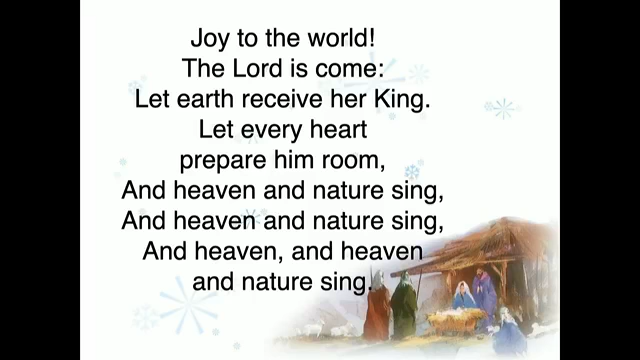 Joy to the world!
The Lord is come:
Let earth receive her King.
Let every heart
prepare him room,
And heaven and nature sing,
And heaven and nature sing,
And heaven, and heaven
and nature sing.